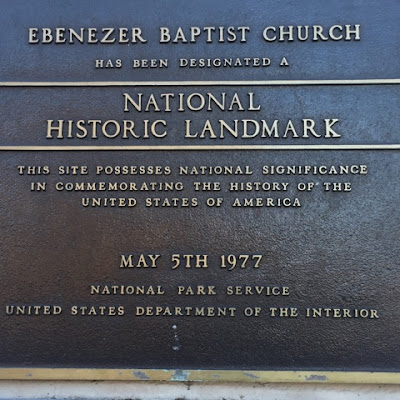 EBENEZER BAPTIST CHURCH
HAS BEEN DESIGNATED A
NATIONAL
HISTORIC LANDMARK
THIS SITE POSSESSES NATIONAL SIGNIFICANCE
IN COMMEMORATING THE HISTORY OF THE
UNITED STATES OF AMERICA
MAY 5TH 1977
NATIONAL PARK SERVICE
UNITED STATES DEPARTMENT OF THE INTERIOR